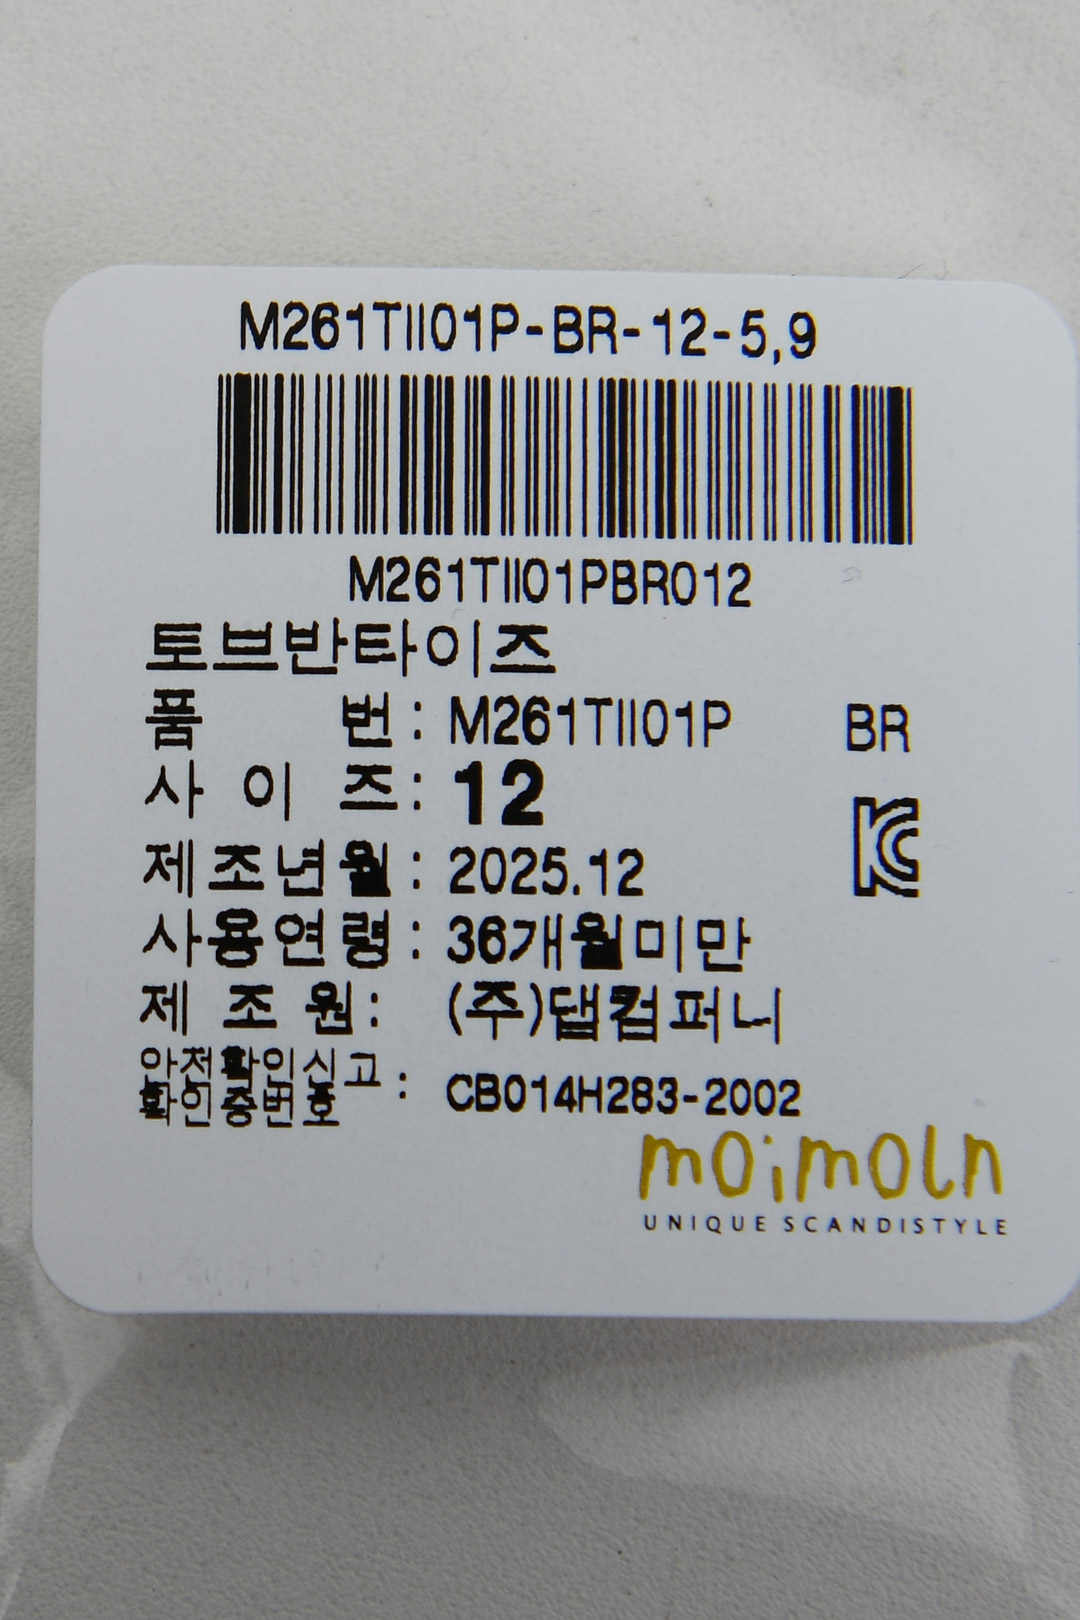 M261TII01P-BR-12-5,9
M261TII01PBR012
토브반타이즈
품 번 : M261TII01P BR
사 이 즈 : 12
제조년월 : 2025.12
사용연령 : 36개월미만
제 조 원 : (주)댑컴퍼니
안전확인신고
확인증번호 : CB014H283-2002
moimoln
UNIQUE SCANDISTYLE